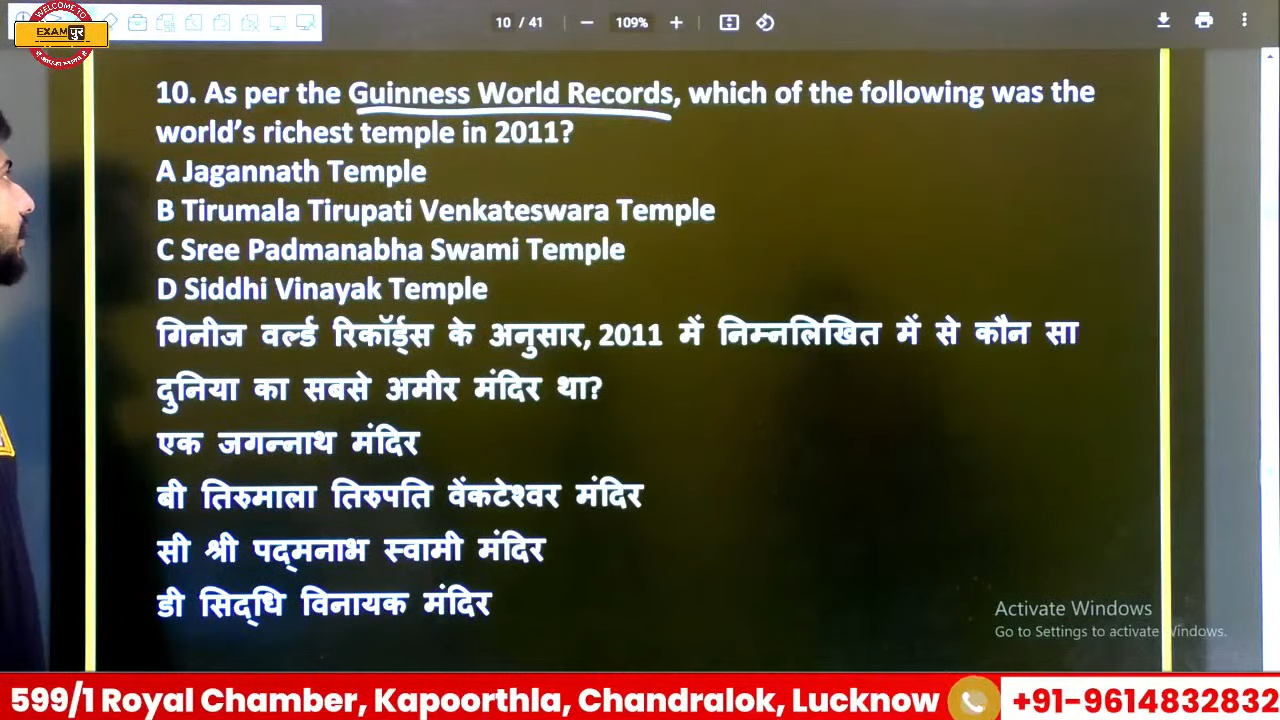 WELCOME TO
EXAM पुर
10 / 41 — 109% +
10. As per the Guinness World Records, which of the following was the
world's richest temple in 2011?
A Jagannath Temple
B Tirumala Tirupati Venkateswara Temple
C Sree Padmanabha Swami Temple
D Siddhi Vinayak Temple
गिनीज वर्ल्ड रिकॉर्ड्स के अनुसार, 2011 में निम्नलिखित में से कौन सा
दुनिया का सबसे अमीर मंदिर था?
एक जगन्नाथ मंदिर
बी तिरुमाला तिरुपति वेंकटेश्वर मंदिर
सी श्री पद्मनाभ स्वामी मंदिर
डी सिद्धि विनायक मंदिर
Activate Windows
Go to Settings to activate Windows.
599/1 Royal Chamber, Kapoorthla, Chandralok, Lucknow +91-9614832832